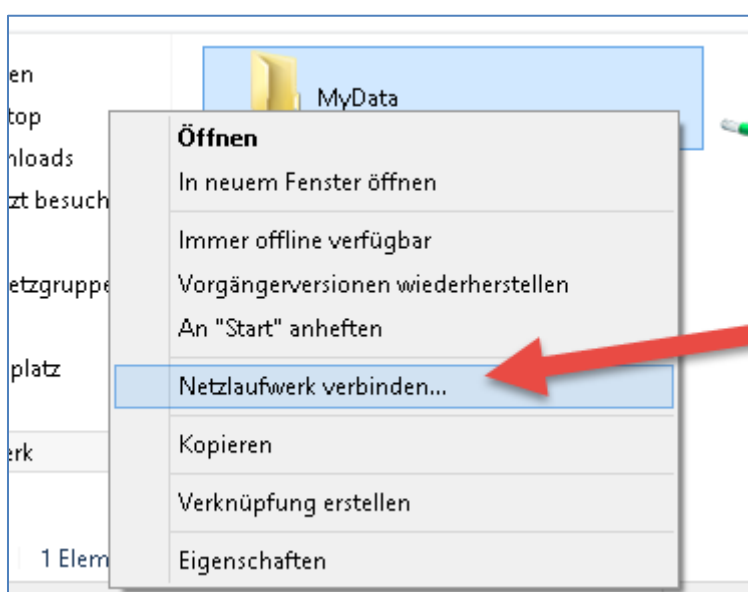 en
top
nloads
zt besuch
etzgruppe
platz
erk
1 Elem
MyData
Öffnen
In neuem Fenster öffnen
Immer offline verfügbar
Vorgängerversionen wiederherstellen
An "Start" anheften
Netzlaufwerk verbinden...
Kopieren
Verknüpfung erstellen
Eigenschaften